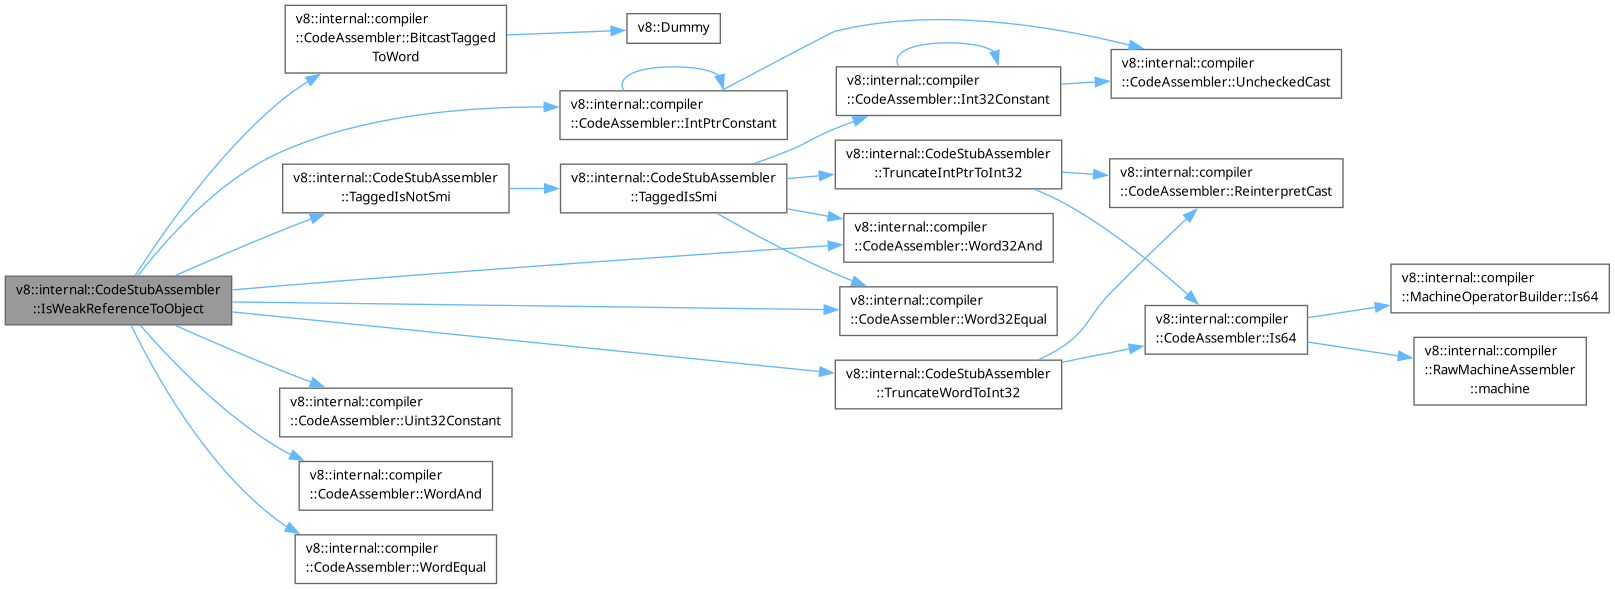 v8::internal::compiler
::CodeAssembler::BitcastTagged
ToWord
v8::Dummy
v8::internal::compiler
::CodeAssembler::IntPtrConstant
v8::internal::compiler
::CodeAssembler::Int32Constant
v8::internal::compiler
::CodeAssembler::UncheckedCast
v8::internal::CodeStubAssembler
::TaggedIsNotSmi
v8::internal::CodeStubAssembler
::TaggedIsSmi
v8::internal::CodeStubAssembler
::TruncateIntPtrToInt32
v8::internal::compiler
::CodeAssembler::ReinterpretCast
v8::internal::compiler
::CodeAssembler::Word32And
v8::internal::CodeStubAssembler
::IsWeakReferenceToObject
v8::internal::compiler
::CodeAssembler::Word32Equal
v8::internal::compiler
::CodeAssembler::Is64
v8::internal::compiler
::MachineOperatorBuilder::Is64
v8::internal::compiler
::RawMachineAssembler
::machine
v8::internal::CodeStubAssembler
::TruncateWordToInt32
v8::internal::compiler
::CodeAssembler::Uint32Constant
v8::internal::compiler
::CodeAssembler::WordAnd
v8::internal::compiler
::CodeAssembler::WordEqual